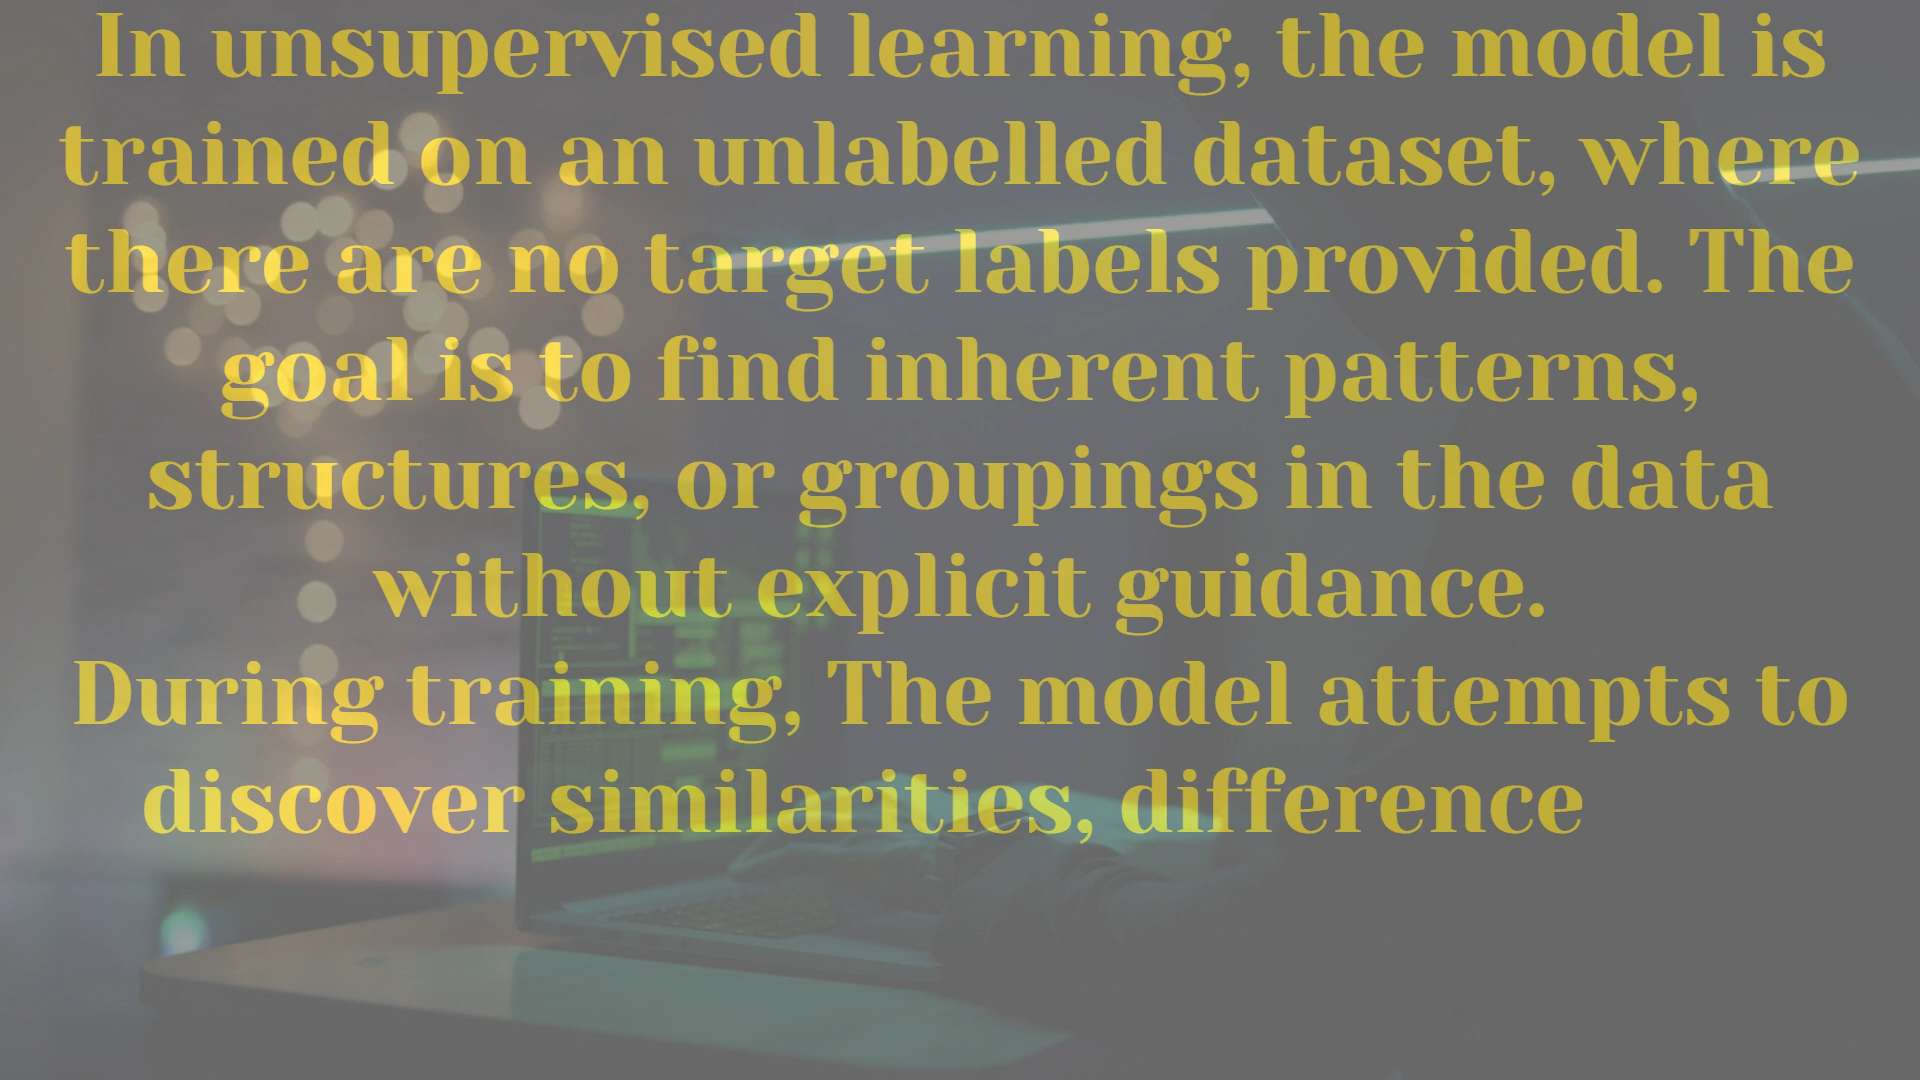 In unsupervised learning, the model is
trained on an unlabelled dataset, where
there are no target labels provided. The
goal is to find inherent patterns,
structures, or groupings in the data
without explicit guidance.
During training, The model attempts to
discover similarities, difference